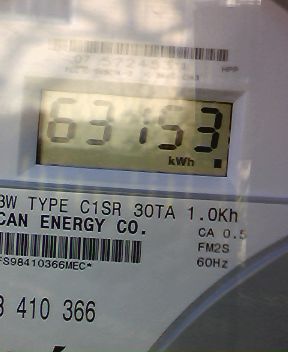 63153
kWh
3W TYPE C1SR 30TA 1.0Kh
CAN ENERGY CO.
CA 0.5
FM2S
60Hz
FS98410366MEC*
410 366